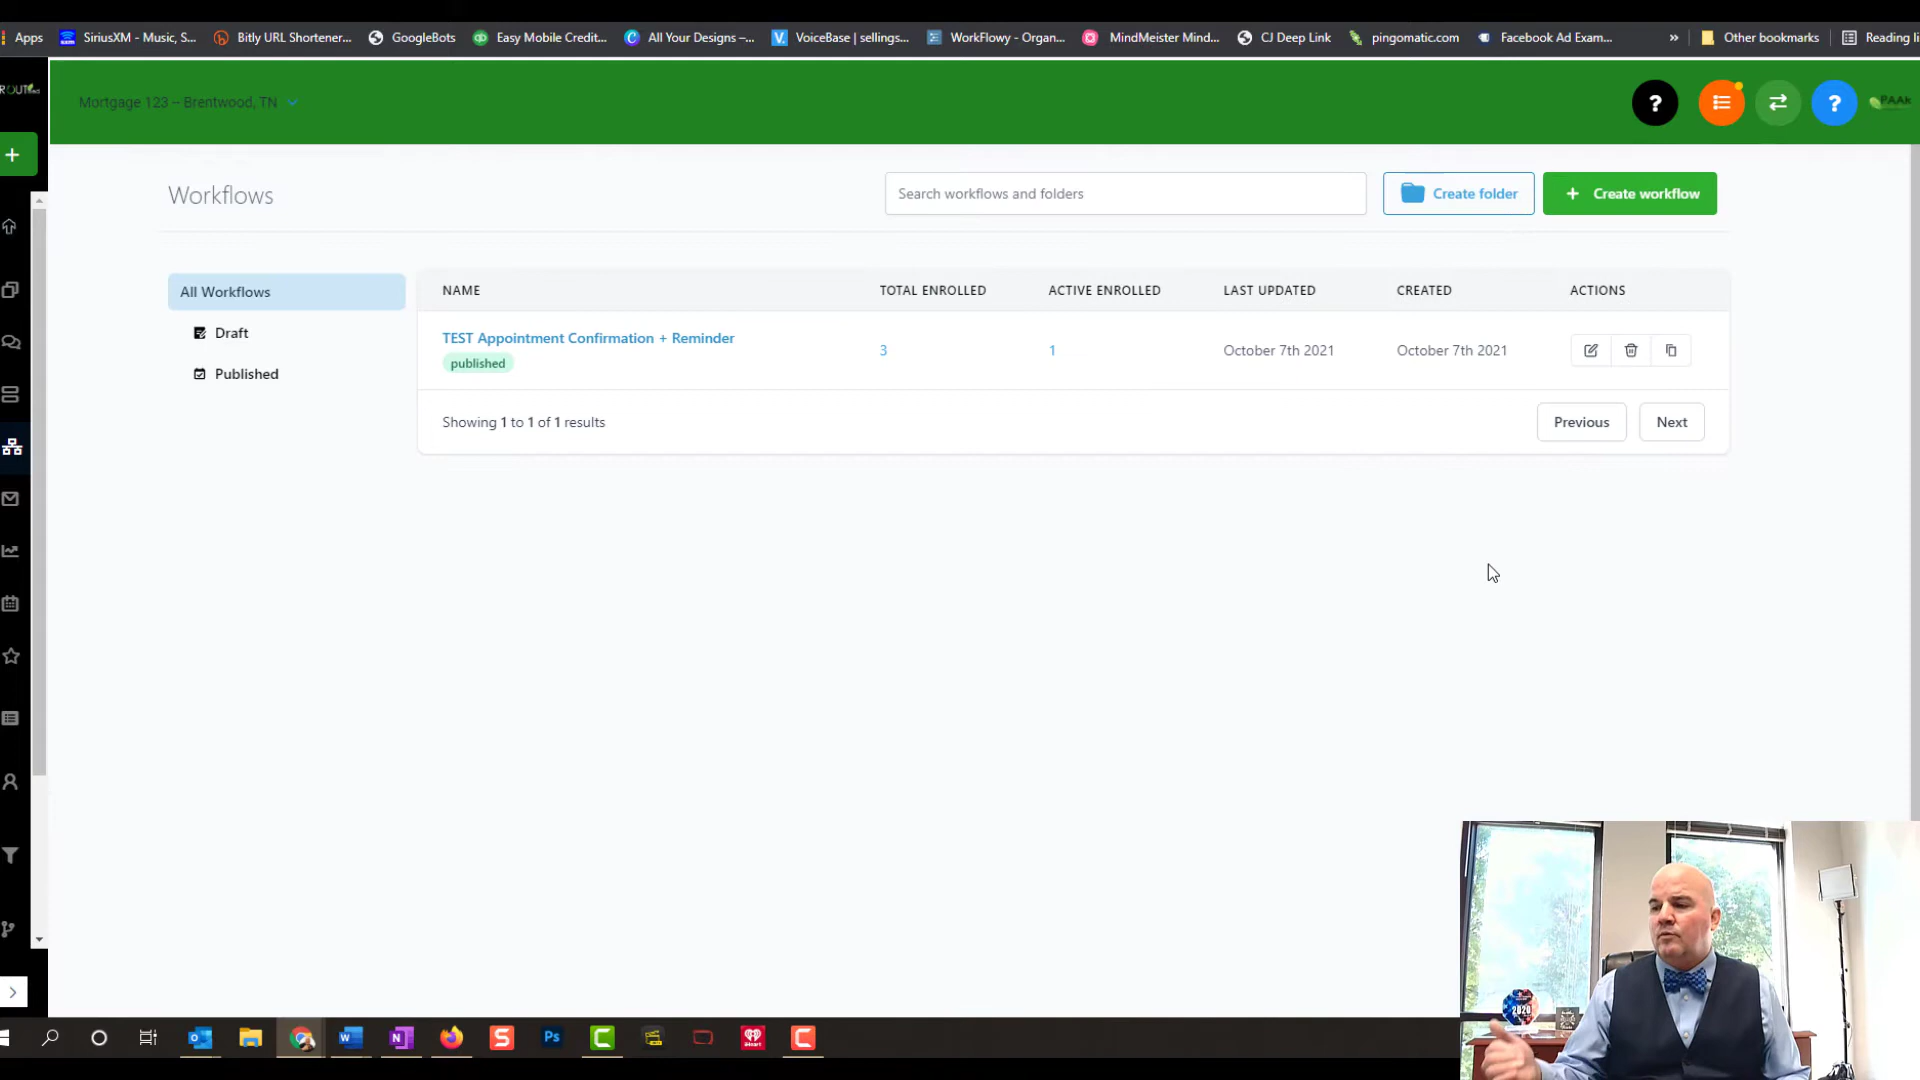 Apps SiriusXM - Music, S... Bitly URL Shortener... GoogleBots Easy Mobile Credit... All Your Designs –... VoiceBase | sellings... WorkFlowy - Organ... MindMeister Mind... CJ Deep Link pingomatic.com Facebook Ad Exam... » Other bookmarks Reading li
Mortgage 123 -- Brentwood, TN
? ?
Workflows
Search workflows and folders
Create folder
+ Create workflow
All Workflows
Draft
Published
NAME TOTAL ENROLLED ACTIVE ENROLLED LAST UPDATED CREATED ACTIONS
TEST Appointment Confirmation + Reminder
published
3 1 October 7th 2021 October 7th 2021
Showing 1 to 1 of 1 results
Previous Next
2020